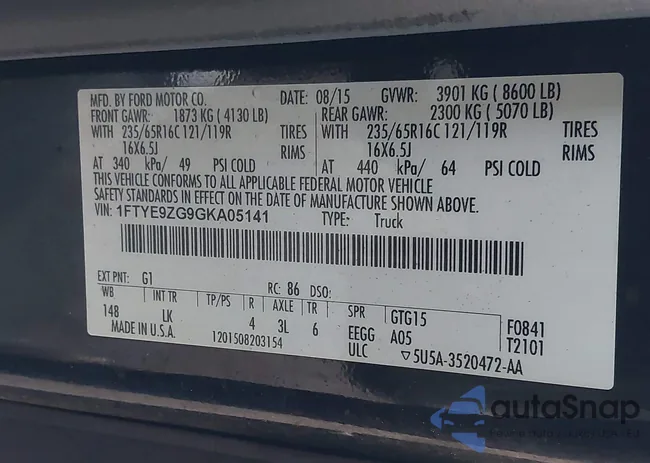 MFD. BY FORD MOTOR CO. DATE: 08/15 GVWR: 3901 KG ( 8600 LB)
FRONT GAWR: 1873 KG ( 4130 LB) REAR GAWR: 2300 KG ( 5070 LB)
WITH 235/65R16C 121/119R TIRES WITH 235/65R16C 121/119R TIRES
16X6.5J RIMS 16X6.5J RIMS
AT 340 kPa/ 49 PSI COLD AT 440 kPa/ 64 PSI COLD
THIS VEHICLE CONFORMS TO ALL APPLICABLE FEDERAL MOTOR VEHICLE
SAFETY STANDARDS IN EFFECT ON THE DATE OF MANUFACTURE SHOWN ABOVE.
VIN: 1FTYE9ZG9GKA05141 TYPE: Truck
EXT PNT: G1 RC: 86 DSO:
WB INT TR TP/PS R AXLE TR SPR GTG15 F0841
148 LK 4 3L 6 EEGG A05 T2101
MADE IN U.S.A. 1201508203154 ULC ▽5U5A-3520472-AA
autaSnap